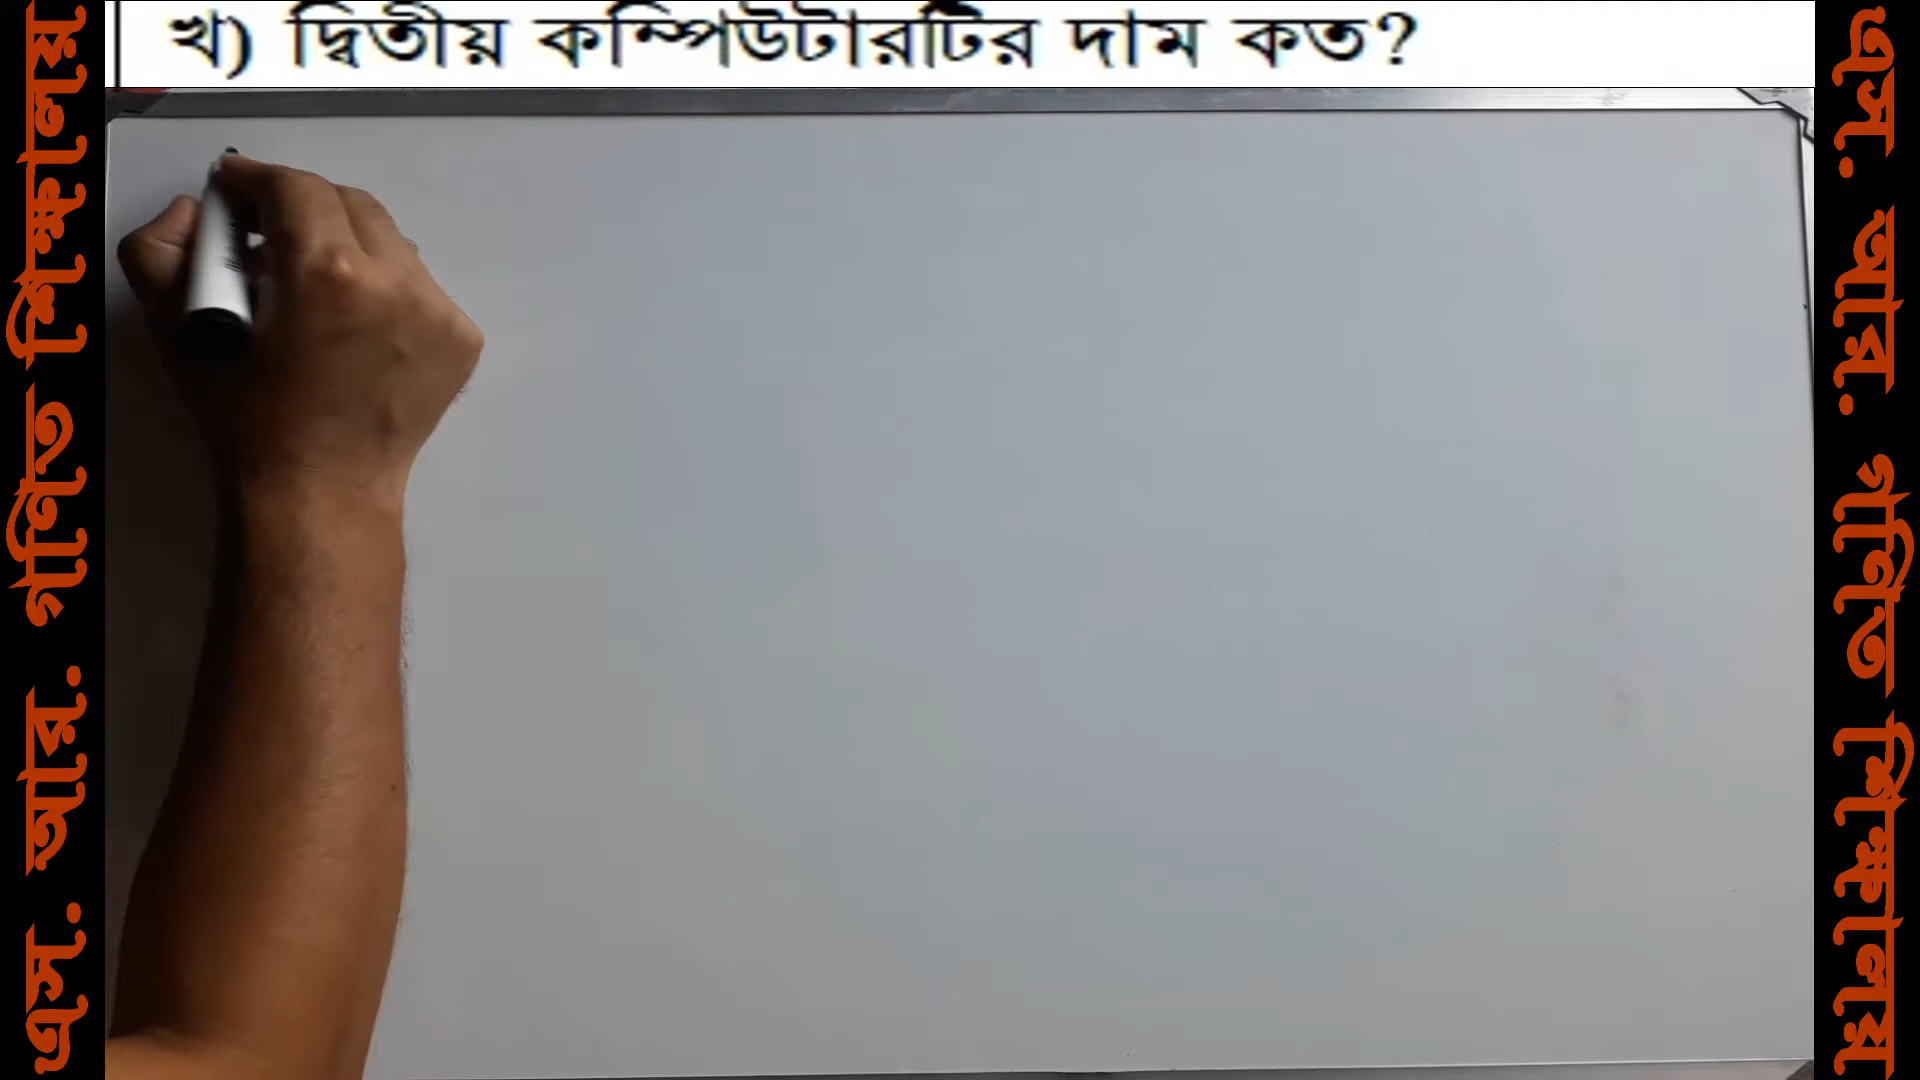 খ) দ্বিতীয় কম্পিউটারটির দাম কত?
এস. আর. গণিত শিক্ষালয়
এস. আর. গণিত শিক্ষালয়